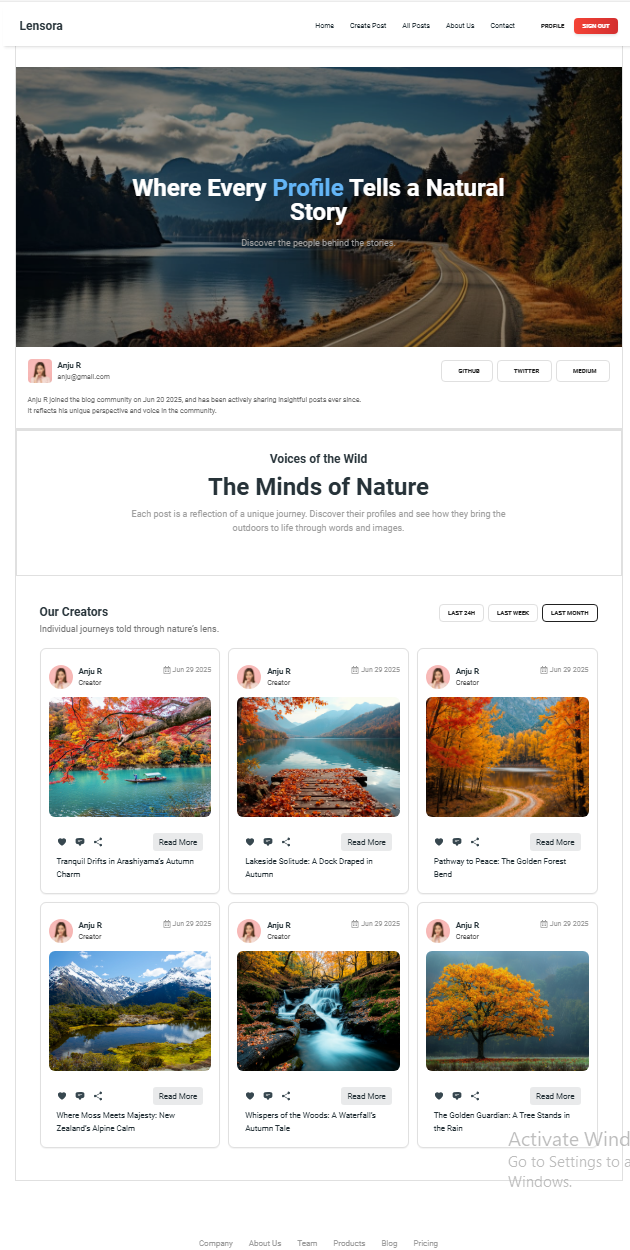 Lensora
Home Create Post All Posts About Us Contact PROFILE SIGN OUT
Where Every Profile Tells a Natural
Story
Discover the people behind the stories.
Anju R
anju@gmail.com
GITHUB TWITTER MEDIUM
Anju R joined the blog community on Jun 20 2025, and has been actively sharing insightful posts ever since.
It reflects his unique perspective and voice in the community.
Voices of the Wild
The Minds of Nature
Each post is a reflection of a unique journey. Discover their profiles and see how they bring the
outdoors to life through words and images.
Our Creators
Individual journeys told through nature's lens.
LAST 24H LAST WEEK LAST MONTH
Anju R
Creator
Jun 29 2025
Read More
Tranquil Drifts in Arashiyama's Autumn
Charm
Anju R
Creator
Jun 29 2025
Read More
Lakeside Solitude: A Dock Draped in
Autumn
Anju R
Creator
Jun 29 2025
Read More
Pathway to Peace: The Golden Forest
Bend
Anju R
Creator
Jun 29 2025
Read More
Where Moss Meets Majesty: New
Zealand's Alpine Calm
Anju R
Creator
Jun 29 2025
Read More
Whispers of the Woods: A Waterfall's
Autumn Tale
Anju R
Creator
Jun 29 2025
Read More
The Golden Guardian: A Tree Stands in
the Rain
Activate Wind
Go to Settings to a
Windows.
Company About Us Team Products Blog Pricing